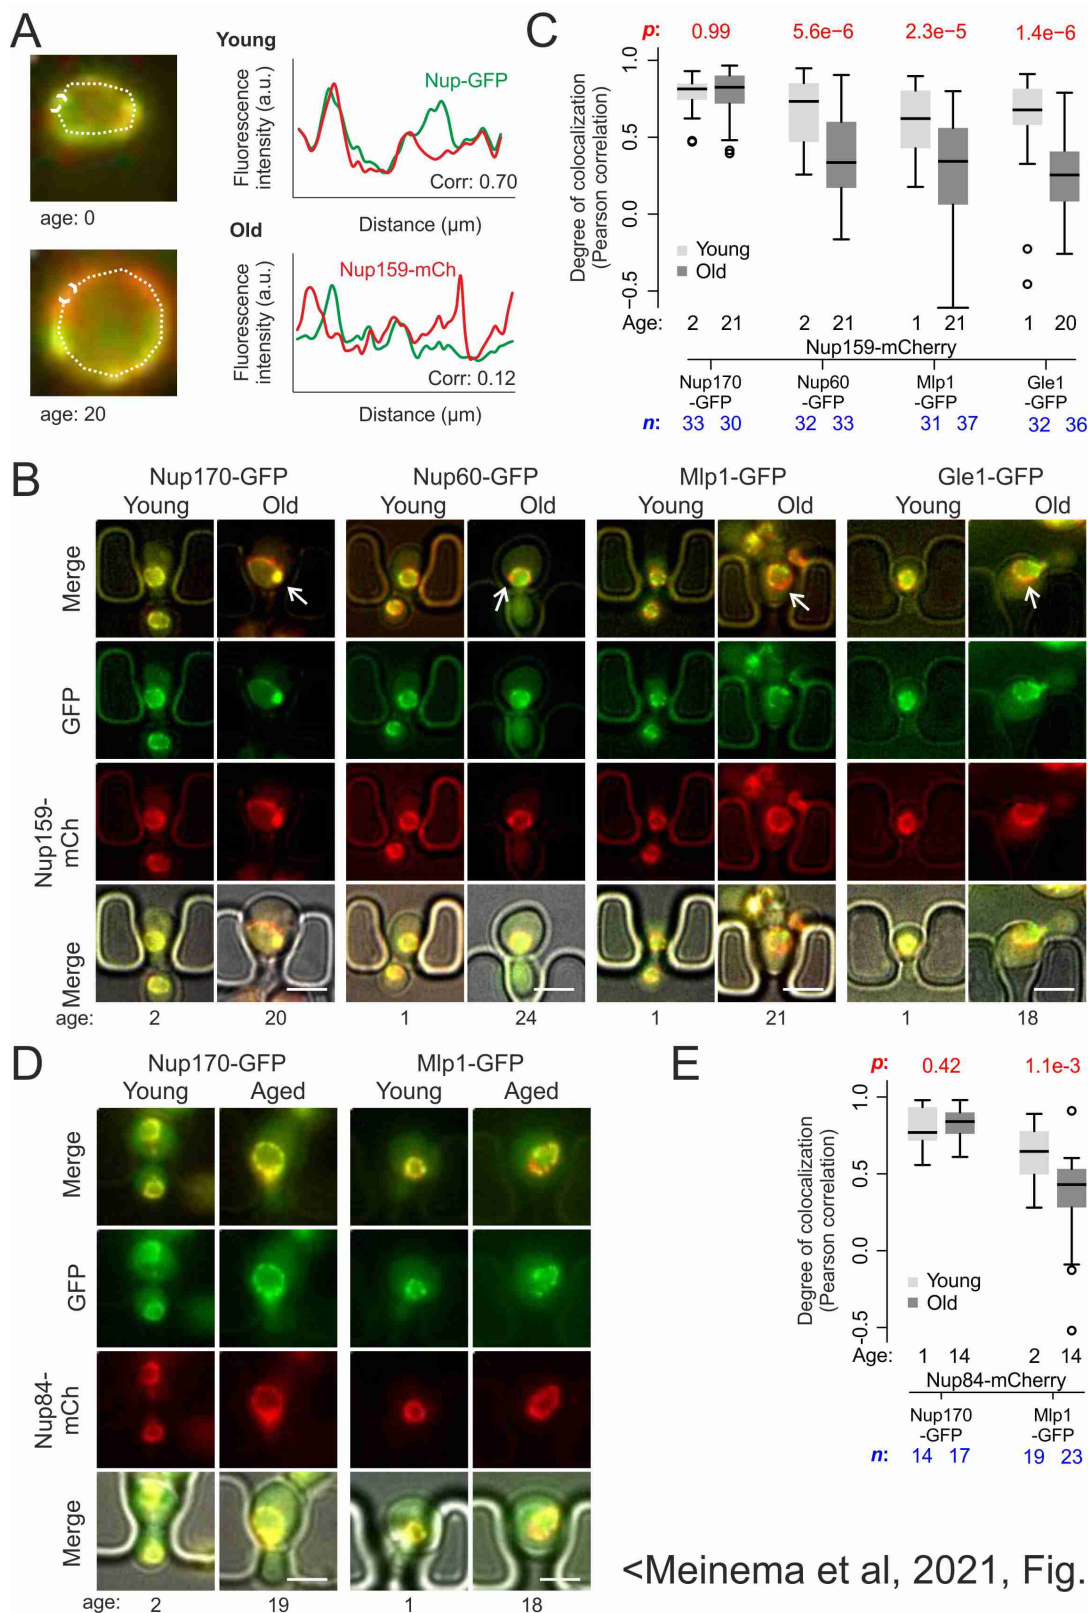 A
Young
Fluorescence
intensity (a.u.)
Nup-GFP
Corr: 0.70
Distance (µm)
age: 0
Old
Fluorescence
intensity (a.u.)
Nup159-mCh
Corr: 0.12
Distance (µm)
age: 20
C
p: 0.99 5.6e−6 2.3e−5 1.4e−6
Degree of colocalization
(Pearson correlation)
1.0
0.5
0.0
−0.5
Young
Old
Age: 2 21 2 21 1 21 1 20
Nup159-mCherry
Nup170 Nup60 Mlp1 Gle1
-GFP -GFP -GFP -GFP
n: 33 30 32 33 31 37 32 36
B
Nup170-GFP Nup60-GFP Mlp1-GFP Gle1-GFP
Young Old Young Old Young Old Young Old
Merge
GFP
Nup159-
mCh
Merge
age: 2 20 1 24 1 21 1 18
D
Nup170-GFP Mlp1-GFP
Young Aged Young Aged
Merge
GFP
Nup84-
mCh
Merge
age: 2 19 1 18
E
p: 0.42 1.1e-3
Degree of colocalization
(Pearson correlation)
1.0
0.5
0.0
-0.5
Young
Old
Age: 1 14 2 14
Nup84-mCherry
Nup170 Mlp1
-GFP -GFP
n: 14 17 19 23
<Meinema et al, 2021, Fig.